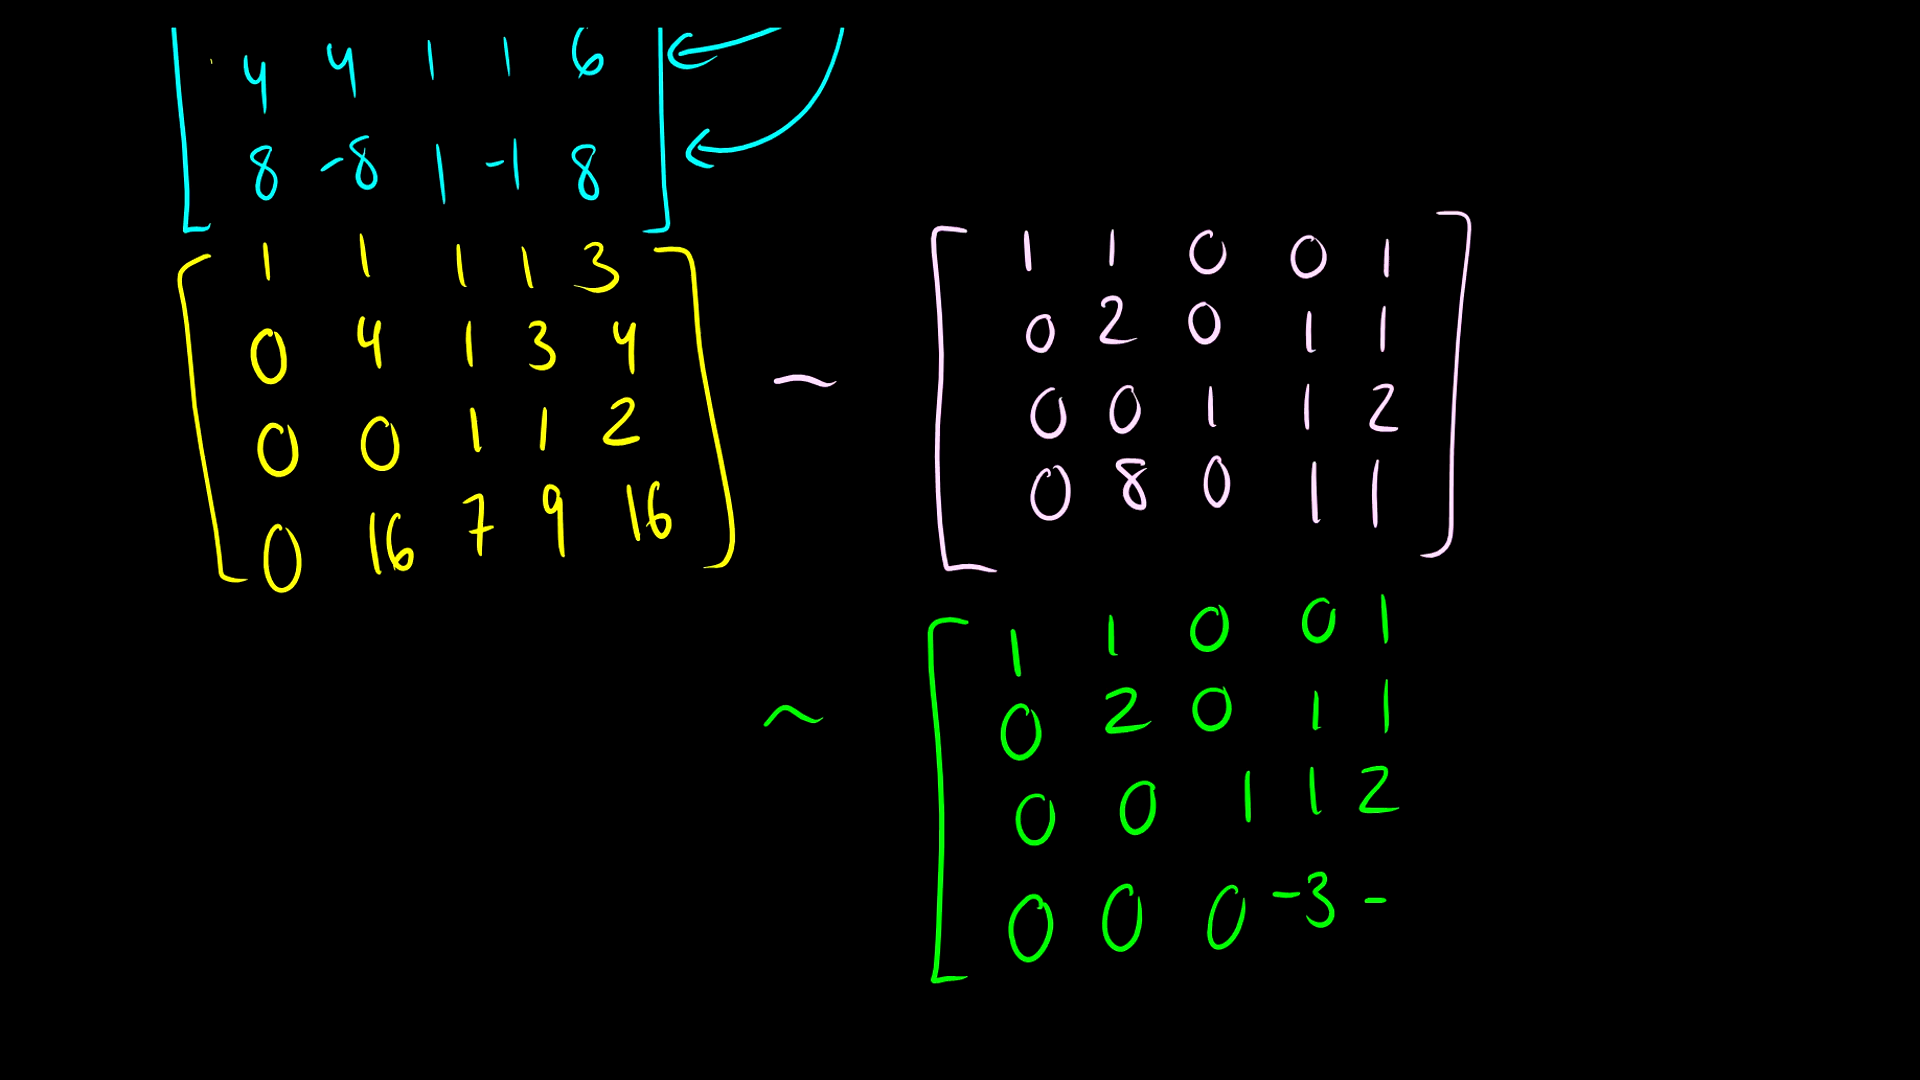 4 4 1 1 6
8 -8 1 -1 8
1 1 1 1 3
0 4 1 3 4
0 0 1 1 2
0 16 7 9 16
~
1 1 0 0 1
0 2 0 1 1
0 0 1 1 2
0 8 0 1 1
~
1 1 0 0 1
0 2 0 1 1
0 0 1 1 2
0 0 0 -3 -